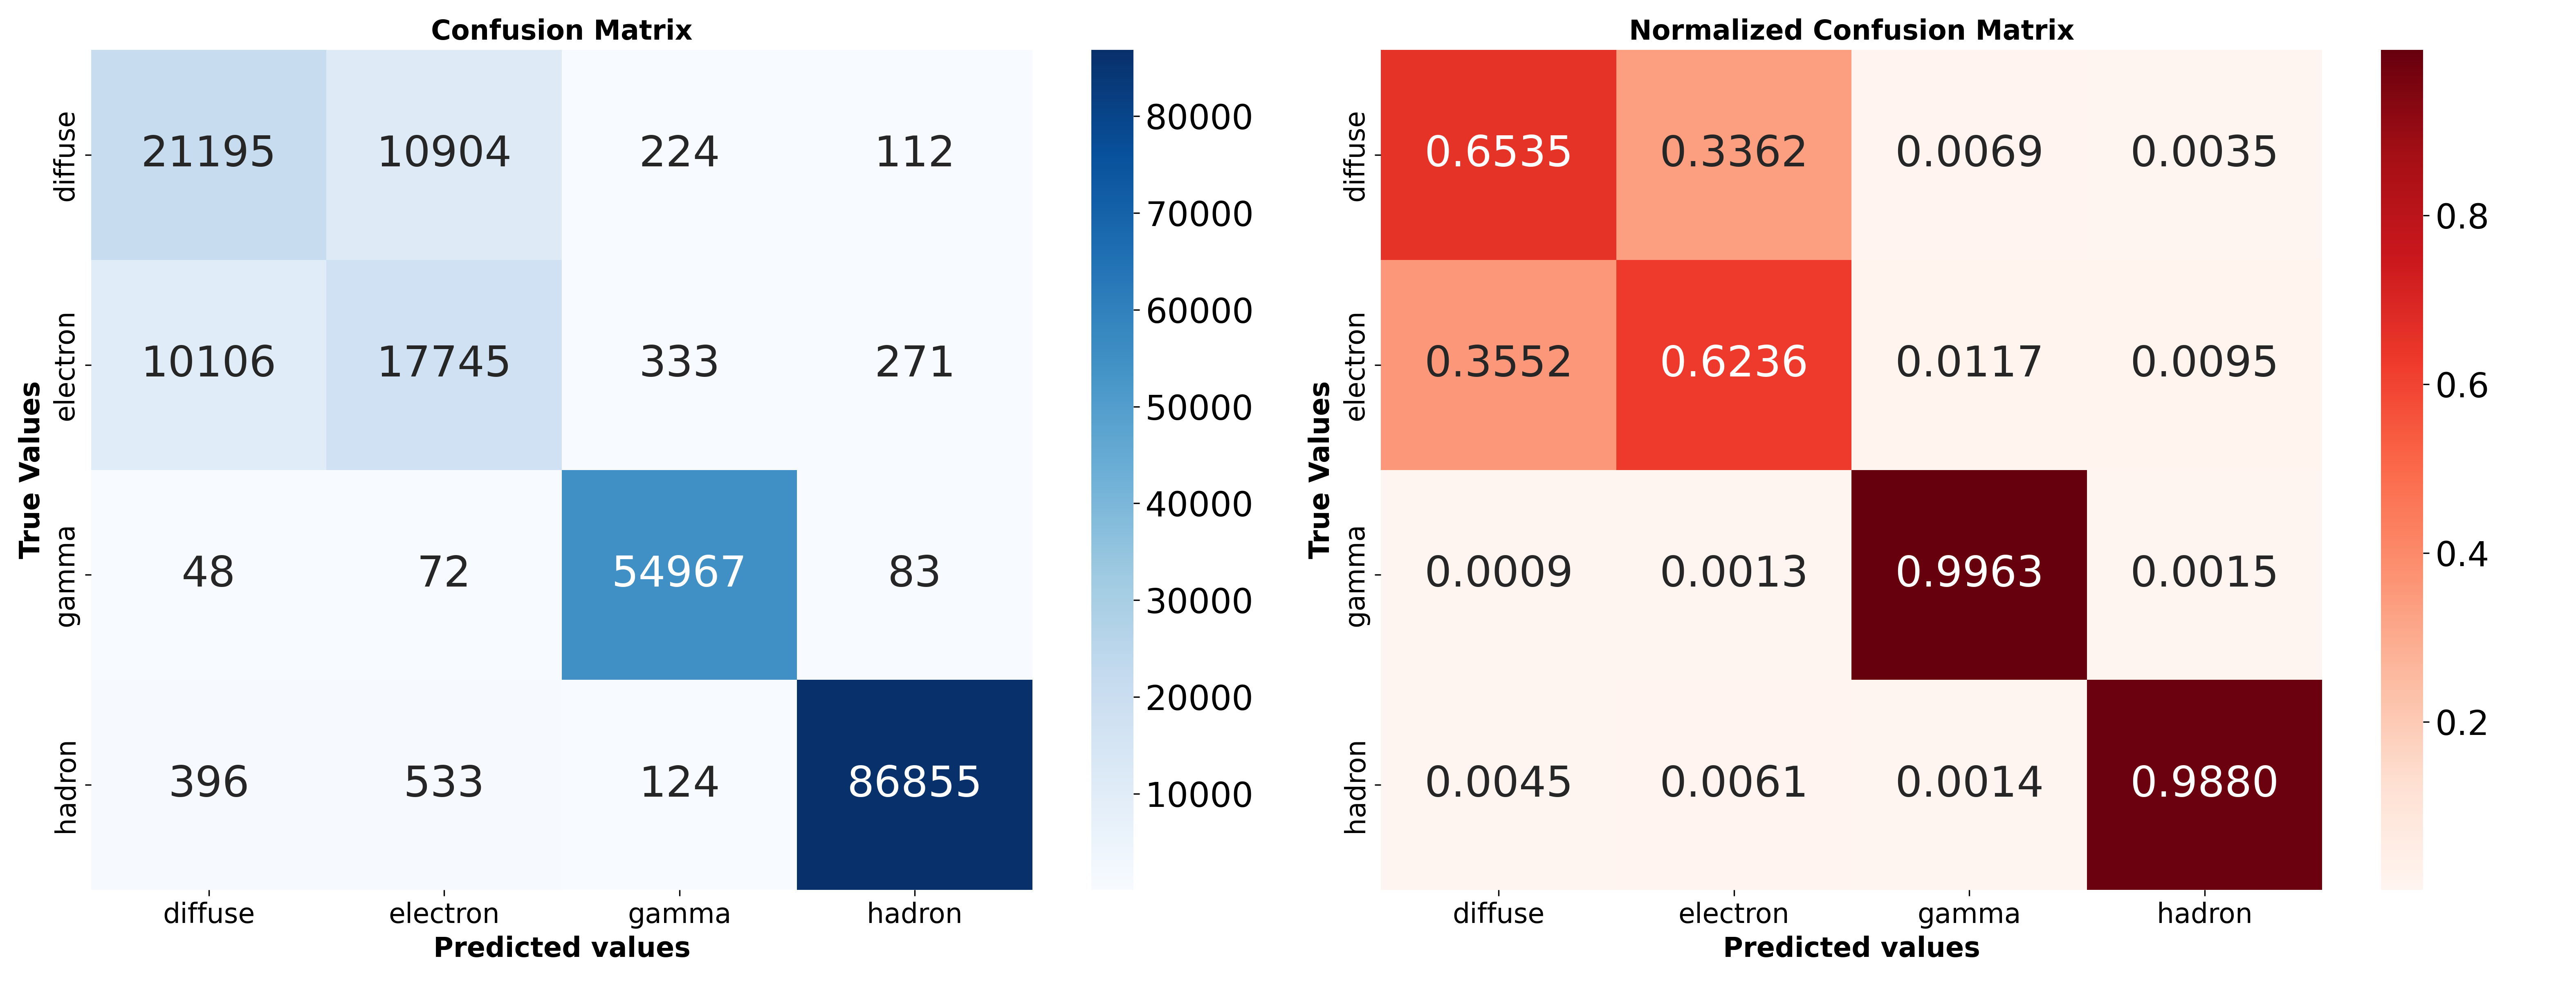 Confusion Matrix
True Values
diffuse
21195 10904 224 112
electron
10106 17745 333 271
gamma
48 72 54967 83
hadron
396 533 124 86855
diffuse electron gamma hadron
Predicted values
80000
70000
60000
50000
40000
30000
20000
10000
Normalized Confusion Matrix
True Values
diffuse
0.6535 0.3362 0.0069 0.0035
electron
0.3552 0.6236 0.0117 0.0095
gamma
0.0009 0.0013 0.9963 0.0015
hadron
0.0045 0.0061 0.0014 0.9880
diffuse electron gamma hadron
Predicted values
0.8
0.6
0.4
0.2